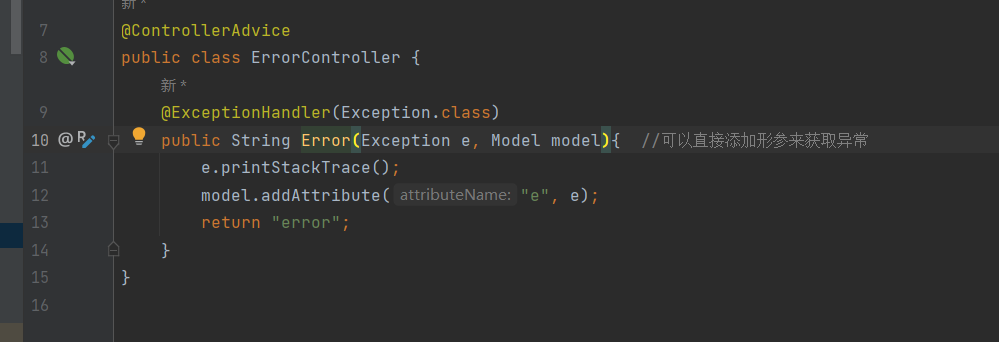 新 *
7 @ControllerAdvice
8 public class ErrorController {
新 *
9 @ExceptionHandler(Exception.class)
10 @ public String Error(Exception e, Model model){ //可以直接添加形参来获取异常
11 e.printStackTrace();
12 model.addAttribute( attributeName: "e", e);
13 return "error";
14 }
15 }
16